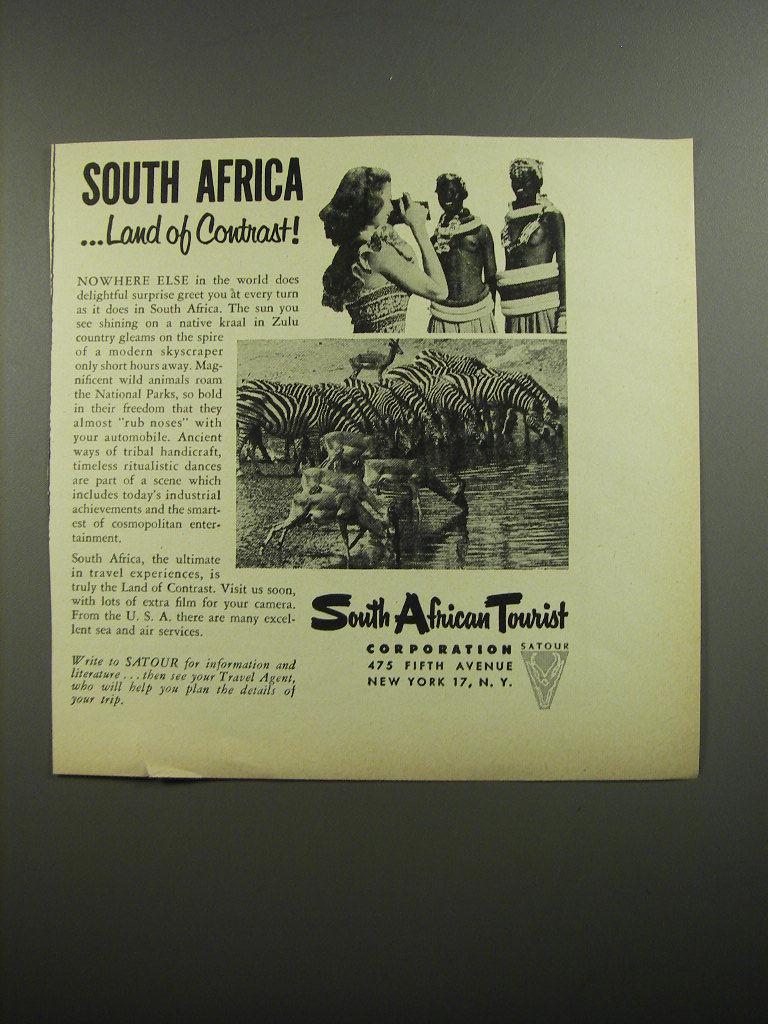 SOUTH AFRICA
...Land of Contrast!
NOWHERE ELSE in the world does
delightful surprise greet you at every turn
as it does in South Africa. The sun you
see shining on a native kraal in Zulu
country gleams on the spire
of a modern skyscraper
only short hours away. Mag-
nificent wild animals roam
the National Parks, so bold
in their freedom that they
almost "rub noses" with
your automobile. Ancient
ways of tribal handicraft,
timeless ritualistic dances
are part of a scene which
includes today's industrial
achievements and the smart-
est of cosmopolitan enter-
tainment.
South Africa, the ultimate
in travel experiences, is
truly the Land of Contrast. Visit us soon,
with lots of extra film for your camera.
From the U. S. A. there are many excel-
lent sea and air services.
Write to SATOUR for information and
literature . . . then see your Travel Agent,
who will help you plan the details of
your trip.
South African Tourist
CORPORATION
475 FIFTH AVENUE
NEW YORK 17, N. Y.
SATOUR